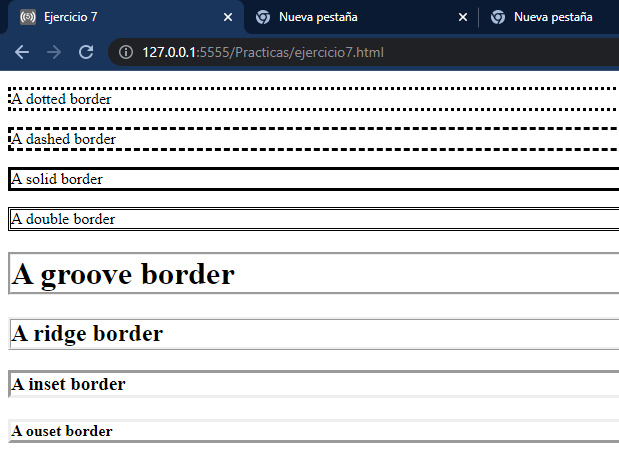 Ejercicio 7
Nueva pestaña
Nueva pestaña
127.0.0.1:5555/Practicas/ejercicio7.html
A dotted border
A dashed border
A solid border
A double border
A groove border
A ridge border
A inset border
A ouset border